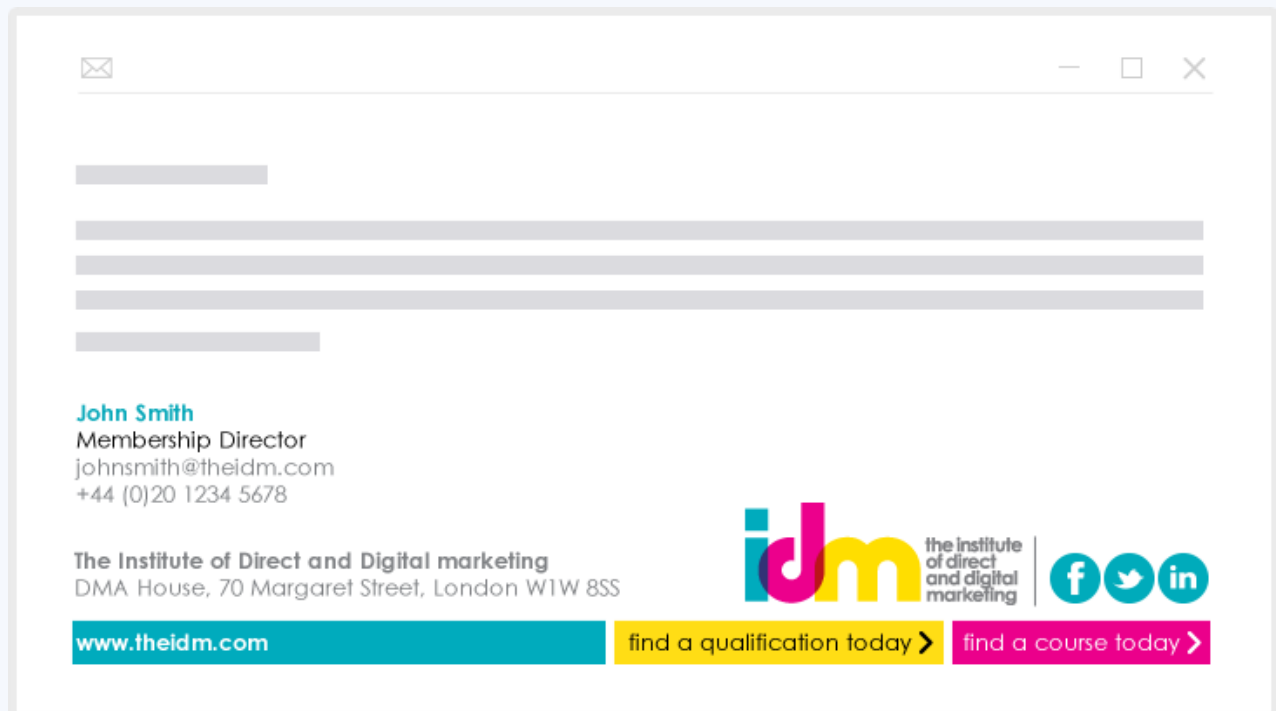 John Smith
Membership Director
johnsmith@theidm.com
+44 (0)20 1234 5678
The Institute of Direct and Digital marketing
DMA House, 70 Margaret Street, London W1W 8SS
idm
the institute
of direct
and digital
marketing
f
in
www.theidm.com
find a qualification today
find a course today